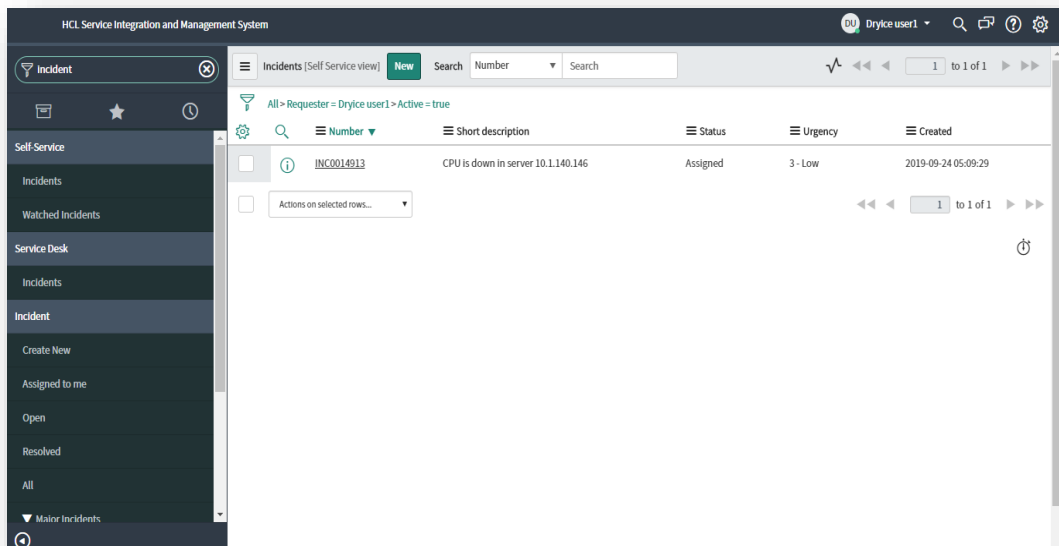 HCL Service Integration and Management System
DU Dryice user1
Incident
Incidents [Self Service view] New Search Number Search 1 to 1 of 1
All > Requester = Dryice user1 > Active = true
Number Short description Status Urgency Created
INC0014913 CPU is down in server 10.1.140.146 Assigned 3 - Low 2019-09-24 05:09:29
Actions on selected rows... 1 to 1 of 1
Self-Service
Incidents
Watched Incidents
Service Desk
Incidents
Incident
Create New
Assigned to me
Open
Resolved
All
Major Incidents